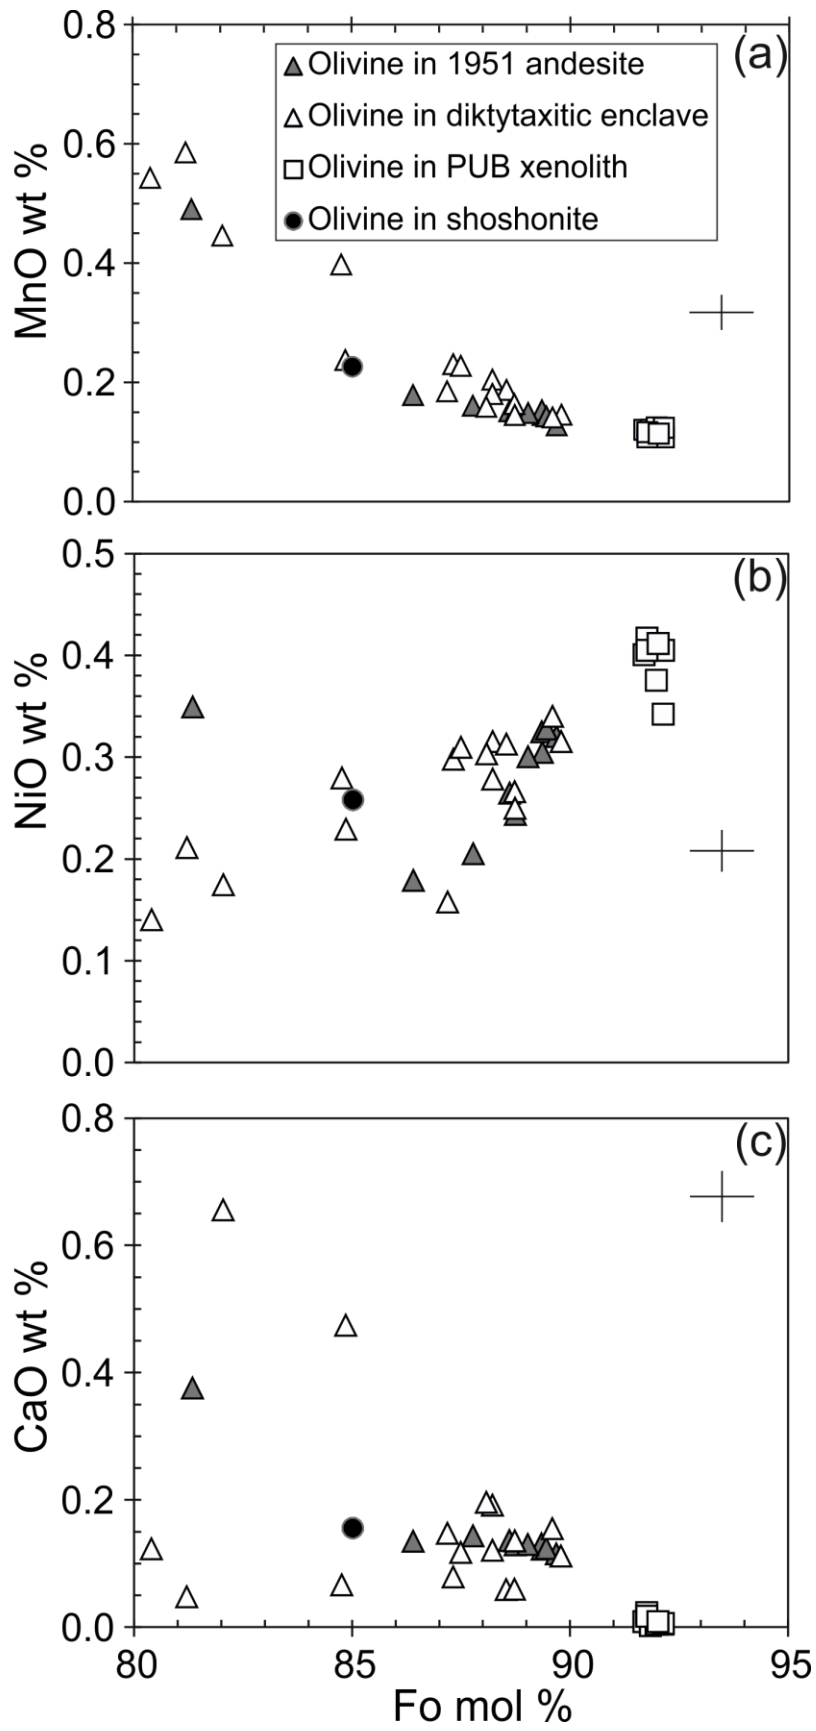 0.8
(a)
Olivine in 1951 andesite
Olivine in diktytaxitic enclave
Olivine in PUB xenolith
Olivine in shoshonite
0.6
0.4
0.2
0.0
MnO wt %
0.5
(b)
0.4
0.3
0.2
0.1
0.0
NiO wt %
0.8
(c)
0.6
0.4
0.2
0.0
CaO wt %
80 85 90 95
Fo mol %